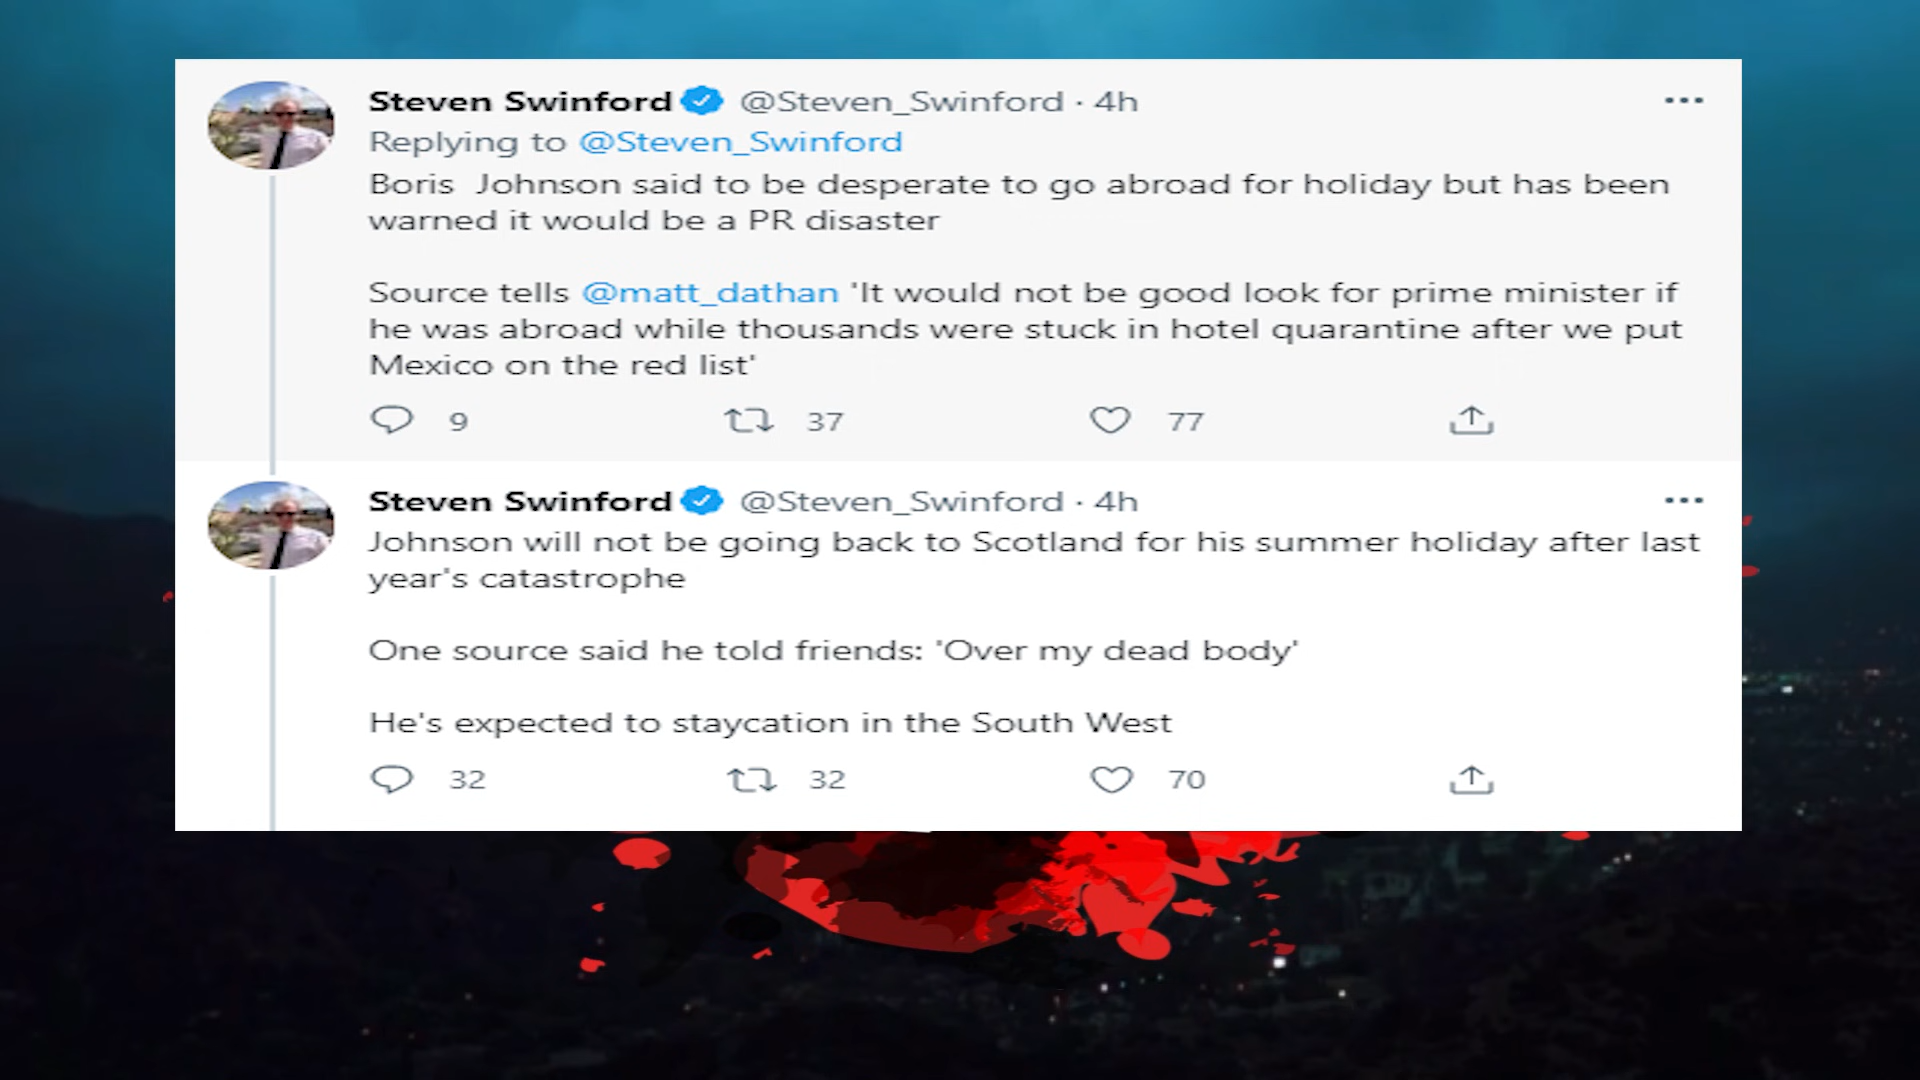 Steven Swinford @Steven_Swinford · 4h
Replying to @Steven_Swinford
Boris Johnson said to be desperate to go abroad for holiday but has been
warned it would be a PR disaster
Source tells @matt_dathan 'It would not be good look for prime minister if
he was abroad while thousands were stuck in hotel quarantine after we put
Mexico on the red list'
9 37 77
Steven Swinford @Steven_Swinford · 4h
Johnson will not be going back to Scotland for his summer holiday after last
year's catastrophe
One source said he told friends: 'Over my dead body'
He's expected to staycation in the South West
32 32 70